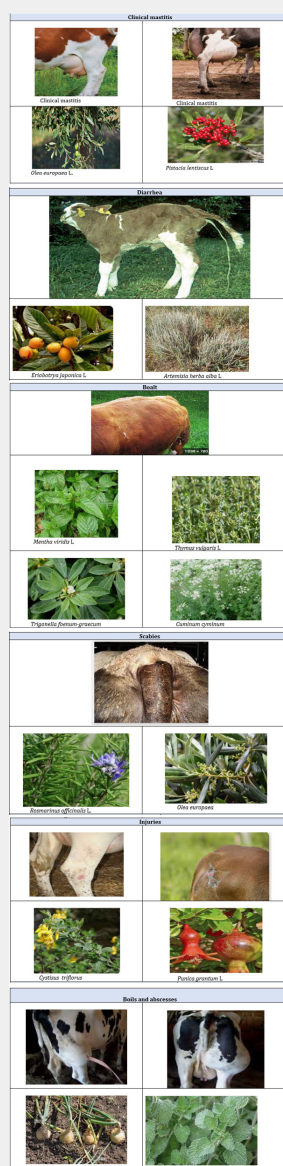 Clinical mastitis
Clinical mastitis
Clinical mastitis
Olea europaea L.
Pistacia lentiscus L
Diarrhea
Eriobotrya japonica L
Artemisia herba alba L
Boalt
Mentha viridis L
Thymus vulgaris L
Trigonella foenum-graecum
Cuminum cyminum
Scabies
Rosmarinus officinalis L.
Olea europaea
Injuries
Cystisus triflorus
Punica grantum L
Boils and abscesses